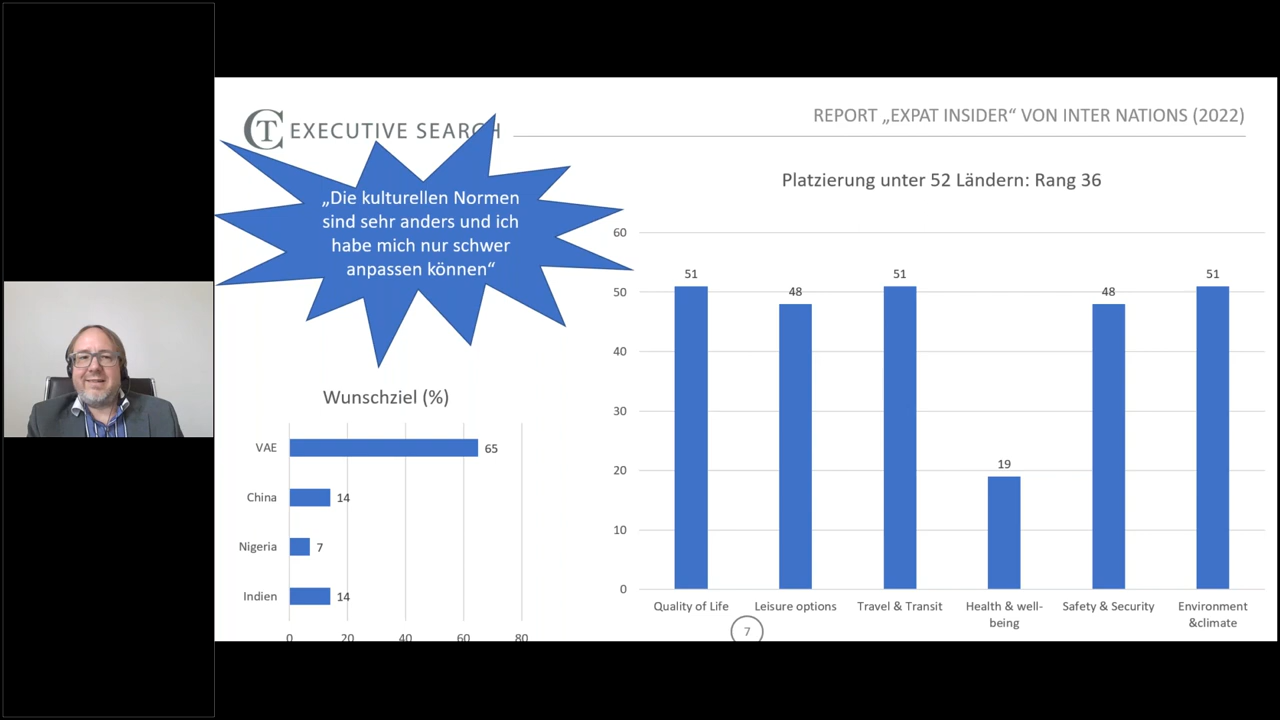 CT EXECUTIVE SEARCH
REPORT „EXPAT INSIDER“ VON INTER NATIONS (2022)
„Die kulturellen Normen
sind sehr anders und ich
habe mich nur schwer
anpassen können“
Wunschziel (%)
VAE 65
China 14
Nigeria 7
Indien 14
0 20 40 60 80
Platzierung unter 52 Ländern: Rang 36
60
50
40
30
20
10
0
51 48 51 19 48 51
Quality of Life Leisure options Travel & Transit Health & well- Safety & Security Environment
being &climate
7